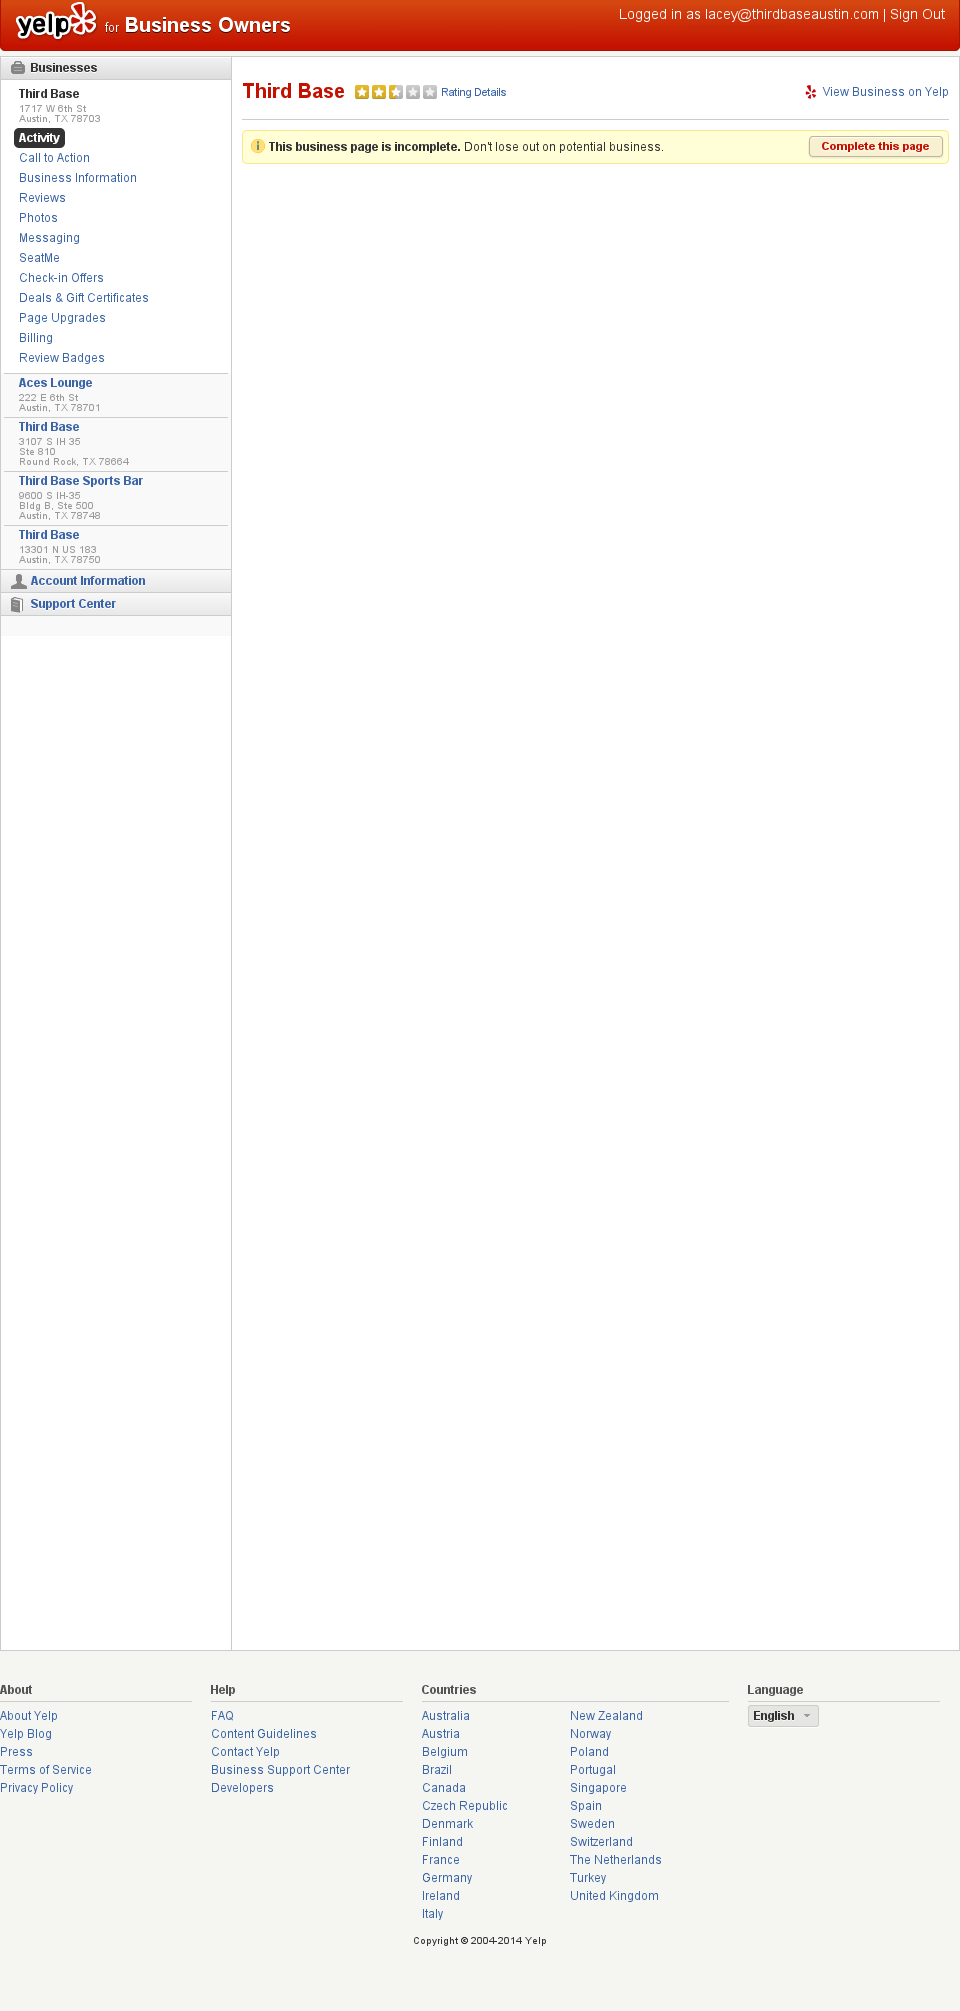 yelp for Business Owners
Logged in as lacey@thirdbaseaustin.com | Sign Out
Businesses
Third Base
1717 W 6th St
Austin, TX 78703
Activity
Call to Action
Business Information
Reviews
Photos
Messaging
SeatMe
Check-in Offers
Deals & Gift Certificates
Page Upgrades
Billing
Review Badges
Aces Lounge
222 E 6th St
Austin, TX 78701
Third Base
3107 S IH 35
Ste 810
Round Rock, TX 78664
Third Base Sports Bar
9600 S IH-35
Bldg B, Ste 500
Austin, TX 78748
Third Base
13301 N US 183
Austin, TX 78750
Account Information
Support Center
Third Base Rating Details
View Business on Yelp
This business page is incomplete. Don't lose out on potential business.
Complete this page
About
About Yelp
Yelp Blog
Press
Terms of Service
Privacy Policy
Help
FAQ
Content Guidelines
Contact Yelp
Business Support Center
Developers
Countries
Australia
Austria
Belgium
Brazil
Canada
Czech Republic
Denmark
Finland
France
Germany
Ireland
Italy
New Zealand
Norway
Poland
Portugal
Singapore
Spain
Sweden
Switzerland
The Netherlands
Turkey
United Kingdom
Language
English
Copyright © 2004-2014 Yelp